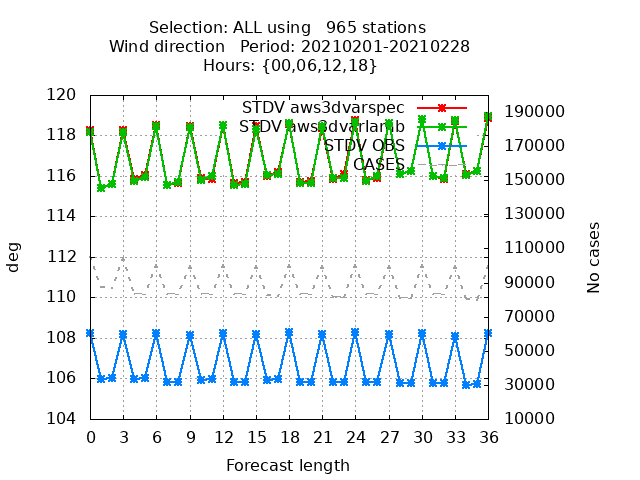 Selection: ALL using   965 stations
Wind direction   Period: 20210201-20210228
Hours: {00,06,12,18}
STDV aws3dvarspec
STDV aws3dvarlamb
STDV OBS
CASES
120
118
116
114
112
110
108
106
104
deg
190000
170000
150000
130000
110000
90000
70000
50000
30000
10000
No cases
0 3 6 9 12 15 18 21 24 27 30 33 36
Forecast length